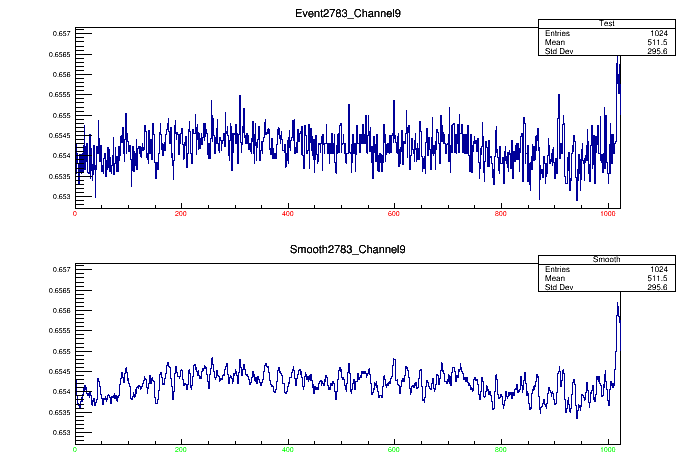 Event2783_Channel9
Test
Entries 1024
Mean 511.5
Std Dev 295.6
0.657
0.6565
0.656
0.6555
0.655
0.6545
0.654
0.6535
0.653
0 200 400 600 800 1000
Smooth2783_Channel9
Smooth
Entries 1024
Mean 511.5
Std Dev 295.6
0.657
0.6565
0.656
0.6555
0.655
0.6545
0.654
0.6535
0.653
0 200 400 600 800 1000